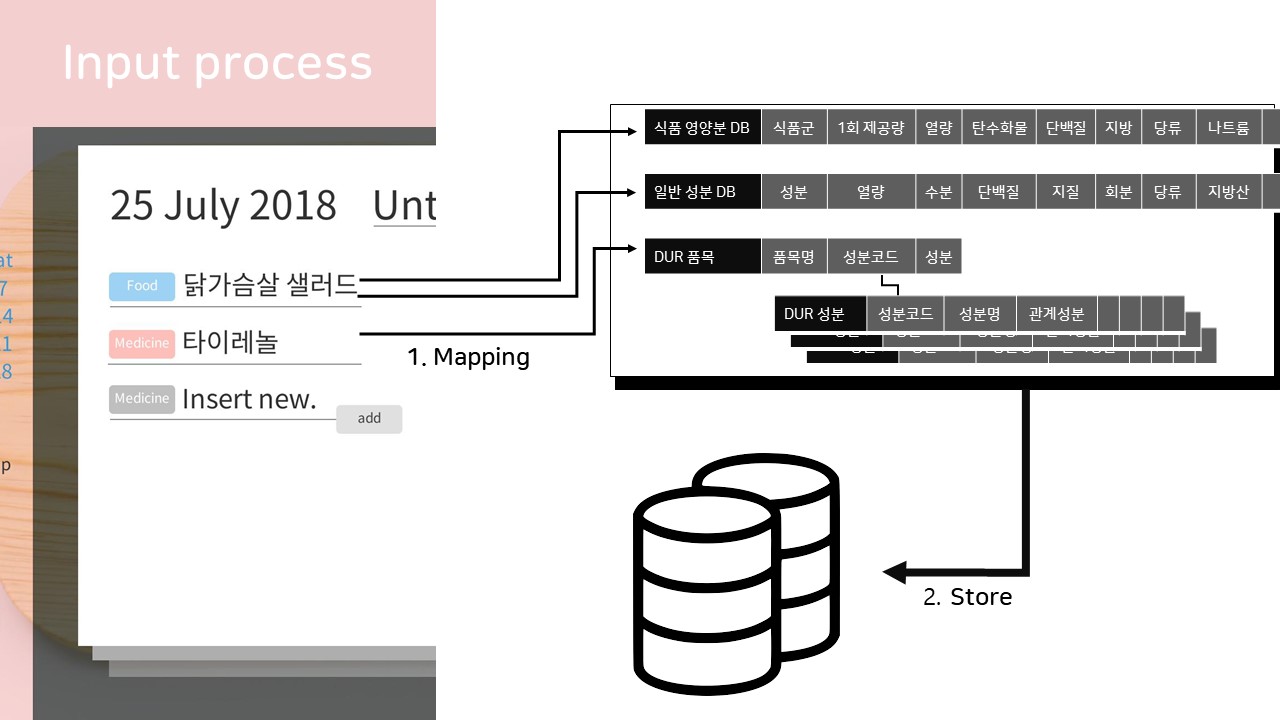 Input process
25 July 2018 Unt
Food 닭가슴살 샐러드
Medicine 타이레놀
Medicine Insert new.
add
at
7
14
11
18
p
1. Mapping
식품 영양분 DB 식품군 1회 제공량 열량 탄수화물 단백질 지방 당류 나트륨
일반 성분 DB 성분 열량 수분 단백질 지질 회분 당류 지방산
DUR 품목 품목명 성분코드 성분
DUR 성분 성분코드 성분명 관계성분
2. Store